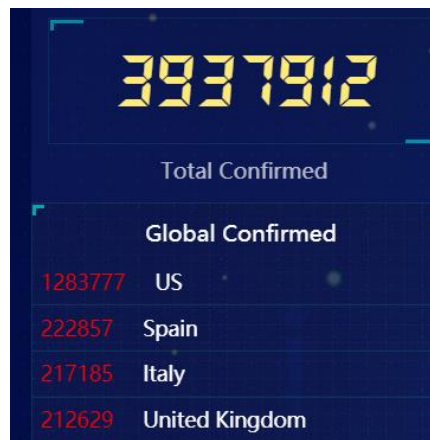 3937912
Total Confirmed
Global Confirmed
1283777 US
222857 Spain
217185 Italy
212629 United Kingdom